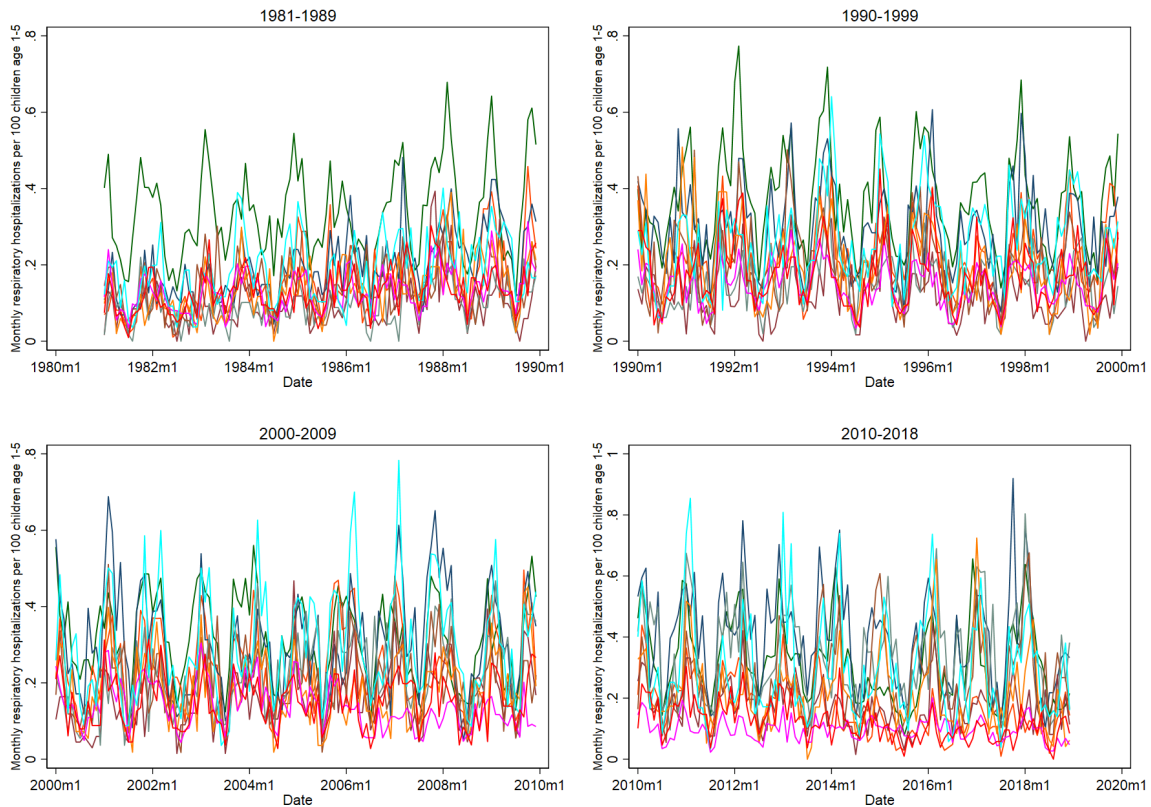 1981-1989
Monthly respiratory hospitalizations per 100 children age 1-5
.8
.6
.4
.2
0
1980m1 1982m1 1984m1 1986m1 1988m1 1990m1
Date
1990-1999
Monthly respiratory hospitalizations per 100 children age 1-5
.8
.6
.4
.2
0
1990m1 1992m1 1994m1 1996m1 1998m1 2000m1
Date
2000-2009
Monthly respiratory hospitalizations per 100 children age 1-5
.8
.6
.4
.2
0
2000m1 2002m1 2004m1 2006m1 2008m1 2010m1
Date
2010-2018
Monthly respiratory hospitalizations per 100 children age 1-5
1
.8
.6
.4
.2
0
2010m1 2012m1 2014m1 2016m1 2018m1 2020m1
Date